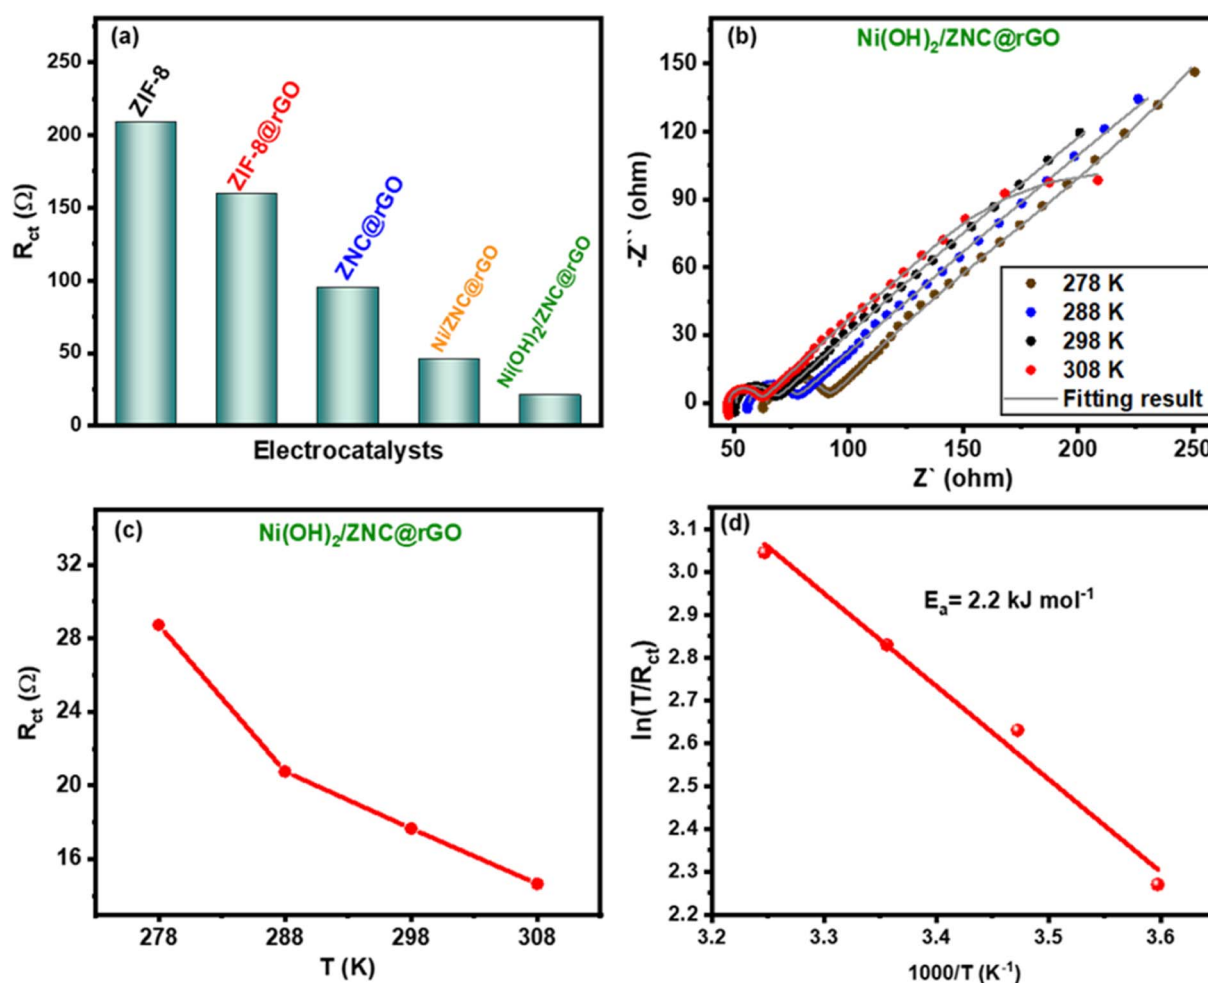 (a)
250
200
150
100
50
0
R_ct (Ω)
ZIF-8
ZIF-8@rGO
ZNC@rGO
Ni/ZNC@rGO
Ni(OH)₂/ZNC@rGO
Electrocatalysts
(b)
Ni(OH)₂/ZNC@rGO
150
120
90
60
30
0
-Z`` (ohm)
278 K
288 K
298 K
308 K
Fitting result
50 100 150 200 250
Z` (ohm)
(c)
Ni(OH)₂/ZNC@rGO
32
28
24
20
16
R_ct (Ω)
278 288 298 308
T (K)
(d)
3.1
3.0
2.9
2.8
2.7
2.6
2.5
2.4
2.3
2.2
ln(T/R_ct)
E_a= 2.2 kJ mol⁻¹
3.2 3.3 3.4 3.5 3.6
1000/T (K⁻¹)